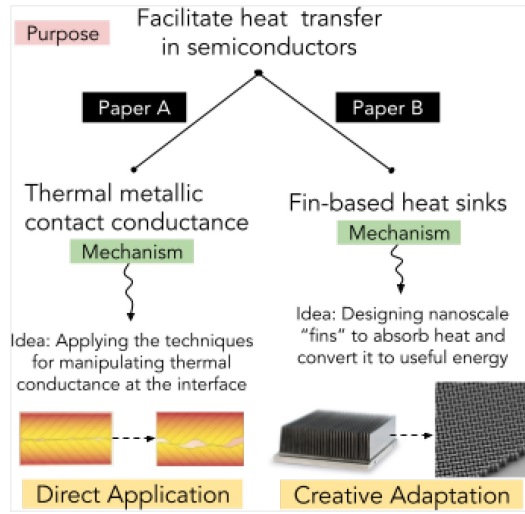 Purpose
Facilitate heat transfer
in semiconductors
Paper A
Paper B
Thermal metallic
contact conductance
Mechanism
Idea: Applying the techniques
for manipulating thermal
conductance at the interface
Direct Application
Fin-based heat sinks
Mechanism
Idea: Designing nanoscale
“fins” to absorb heat and
convert it to useful energy
Creative Adaptation